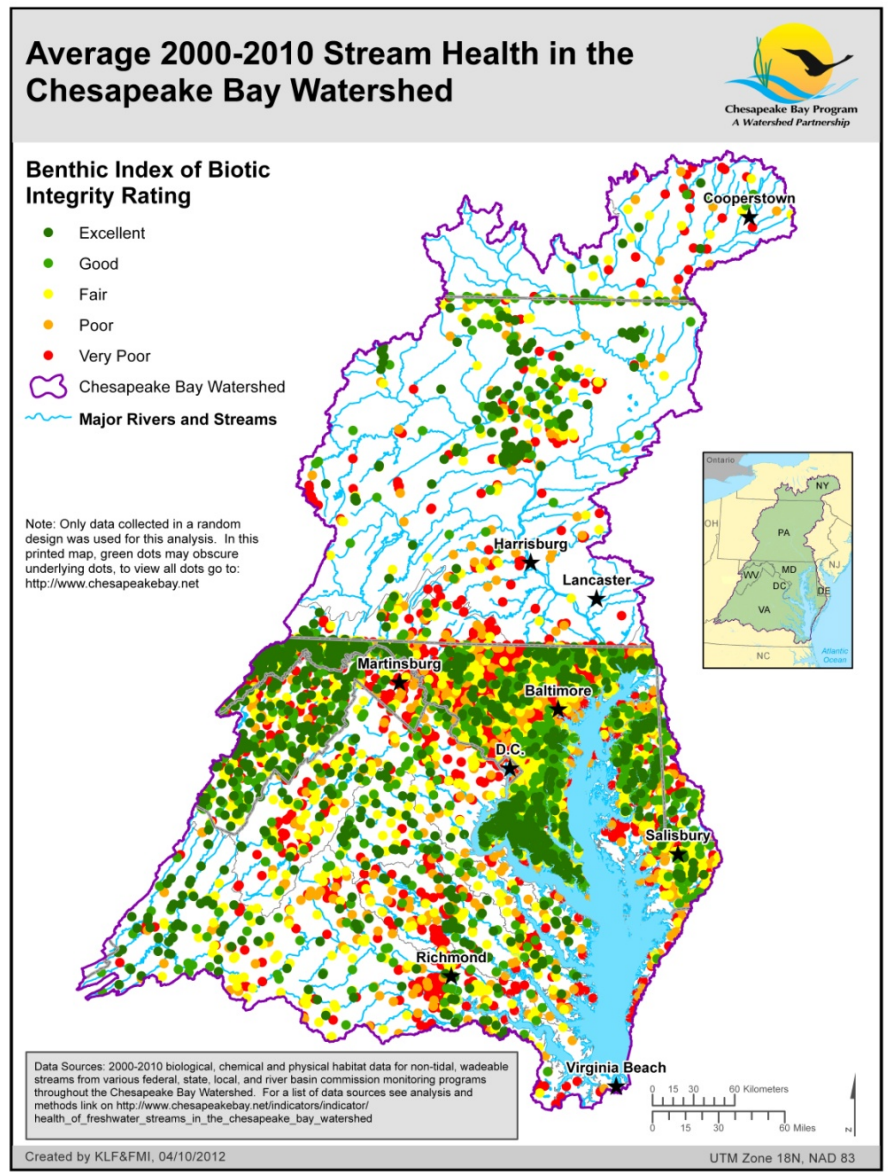 Average 2000-2010 Stream Health in the
Chesapeake Bay Watershed
Chesapeake Bay Program
A Watershed Partnership
Benthic Index of Biotic
Integrity Rating
Excellent
Good
Fair
Poor
Very Poor
Chesapeake Bay Watershed
Major Rivers and Streams
Note: Only data collected in a random
design was used for this analysis. In this
printed map, green dots may obscure
underlying dots, to view all dots go to:
http://www.chesapeakebay.net
Cooperstown
Harrisburg
Lancaster
Martinsburg
Baltimore
D.C.
Salisbury
Richmond
Virginia Beach
Ontario
NY
OH
PA
NJ
MD
WV
DC
DE
VA
NC
Atlantic
Ocean
Data Sources: 2000-2010 biological, chemical and physical habitat data for non-tidal, wadeable
streams from various federal, state, local, and river basin commission monitoring programs
throughout the Chesapeake Bay Watershed. For a list of data sources see analysis and
methods link on http://www.chesapeakebay.net/indicators/indicator/
health_of_freshwater_streams_in_the_chesapeake_bay_watershed
0 15 30 60 Kilometers
0 15 30 60 Miles
N
Created by KLF&FMI, 04/10/2012
UTM Zone 18N, NAD 83